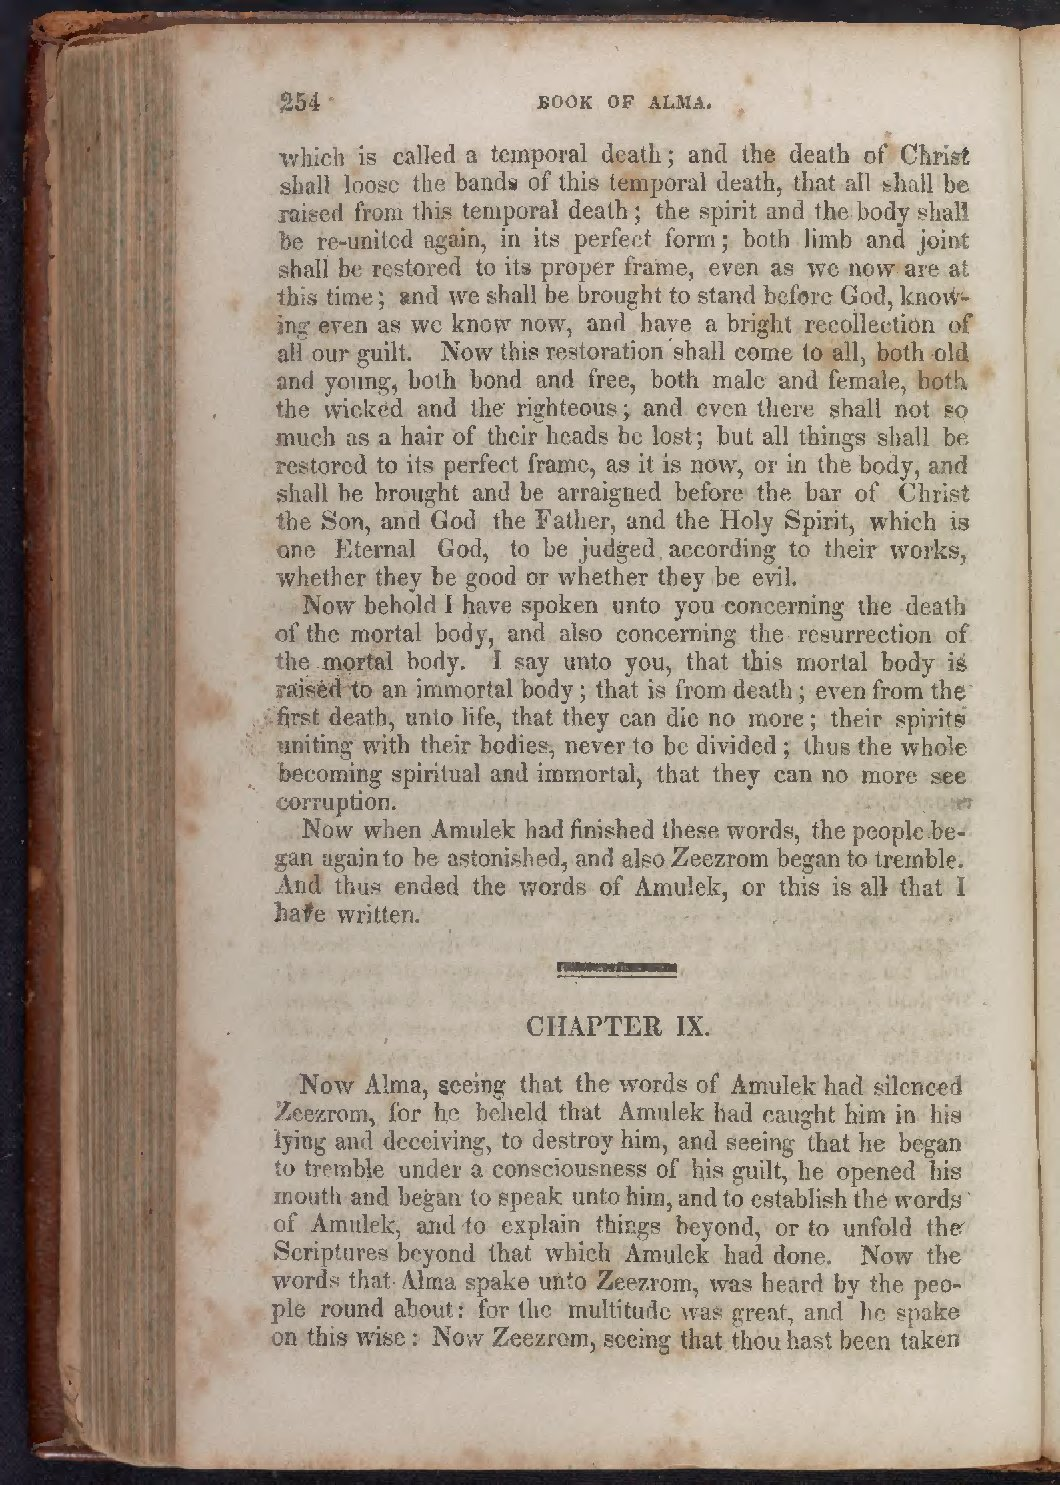 254
BOOK OF ALMA.
which is called a temporal death; and the death of Christ
shall loose the bands of this temporal death, that all shall be
raised from this temporal death; the spirit and the body shall
be re-united again, in its perfect form; both limb and joint
shall be restored to its proper frame, even as we now are at
this time; and we shall be brought to stand before God, know-
ing even as we know now, and have a bright recollection of
all our guilt. Now this restoration shall come to all, both old
and young, both bond and free, both male and female, both
the wicked and the righteous; and even there shall not so
much as a hair of their heads be lost; but all things shall be
restored to its perfect frame, as it is now, or in the body, and
shall be brought and be arraigned before the bar of Christ
the Son, and God the Father, and the Holy Spirit, which is
one Eternal God, to be judged according to their works,
whether they be good or whether they be evil.
Now behold I have spoken unto you concerning the death
of the mortal body, and also concerning the resurrection of
the mortal body. I say unto you, that this mortal body is
raised to an immortal body; that is from death; even from the
first death, unto life, that they can die no more; their spirits
uniting with their bodies, never to be divided; thus the whole
becoming spiritual and immortal, that they can no more see
corruption.
Now when Amulek had finished these words, the people be-
gan again to be astonished, and also Zeezrom began to tremble.
And thus ended the words of Amulek, or this is all that I
have written.
CHAPTER IX.
Now Alma, seeing that the words of Amulek had silenced
Zeezrom, for he beheld that Amulek had caught him in his
lying and deceiving, to destroy him, and seeing that he began
to tremble under a consciousness of his guilt, he opened his
mouth and began to speak unto him, and to establish the words
of Amulek, and to explain things beyond, or to unfold the
Scriptures beyond that which Amulek had done. Now the
words that Alma spake unto Zeezrom, was heard by the peo-
ple round about: for the multitude was great, and he spake
on this wise: Now Zeezrom, seeing that thou hast been taken